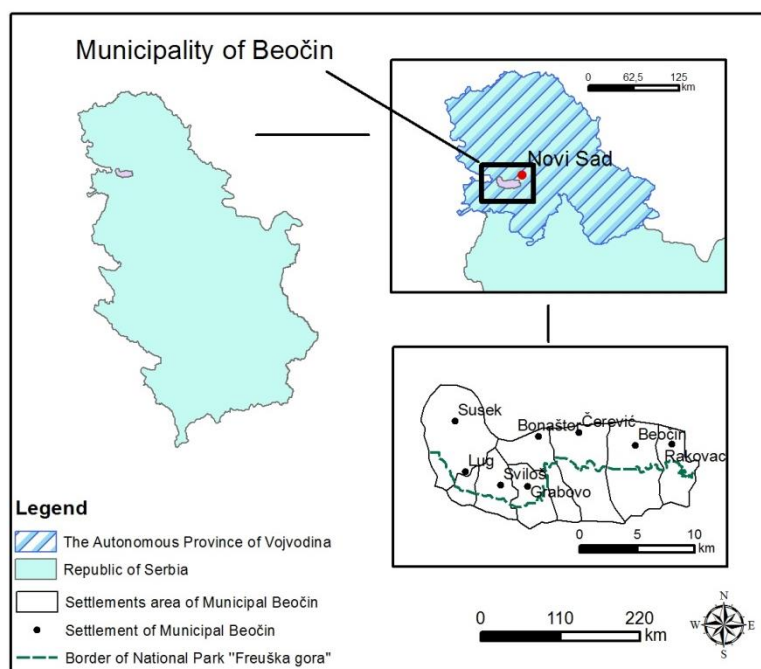 Municipality of Beočin
0 62,5 125
km
Novi Sad
Susek
Bonaštor
Čerević
Beočin
Rakovac
Lug
Sviloš
Grabovo
0 5 10
km
Legend
The Autonomous Province of Vojvodina
Republic of Serbia
Settlements area of Municipal Beočin
Settlement of Municipal Beočin
Border of National Park "Freuška gora"
0 110 220
km
N
W E
S